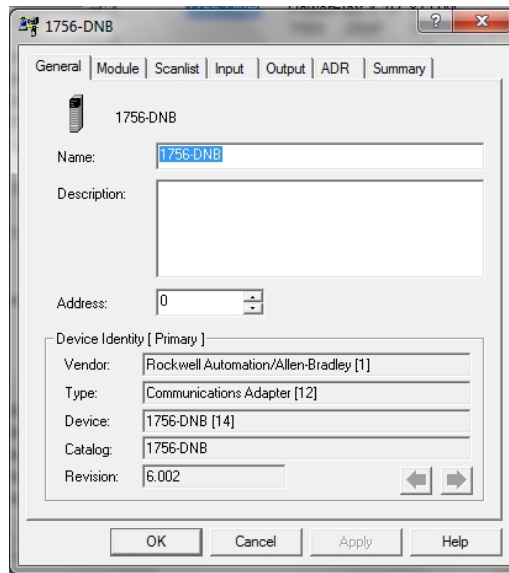 1756-DNB
General Module Scanlist Input Output ADR Summary
1756-DNB
Name: 1756-DNB
Description:
Address: 0
Device Identity [ Primary ]
Vendor: Rockwell Automation/Allen-Bradley [1]
Type: Communications Adapter [12]
Device: 1756-DNB [14]
Catalog: 1756-DNB
Revision: 6.002
OK Cancel Apply Help